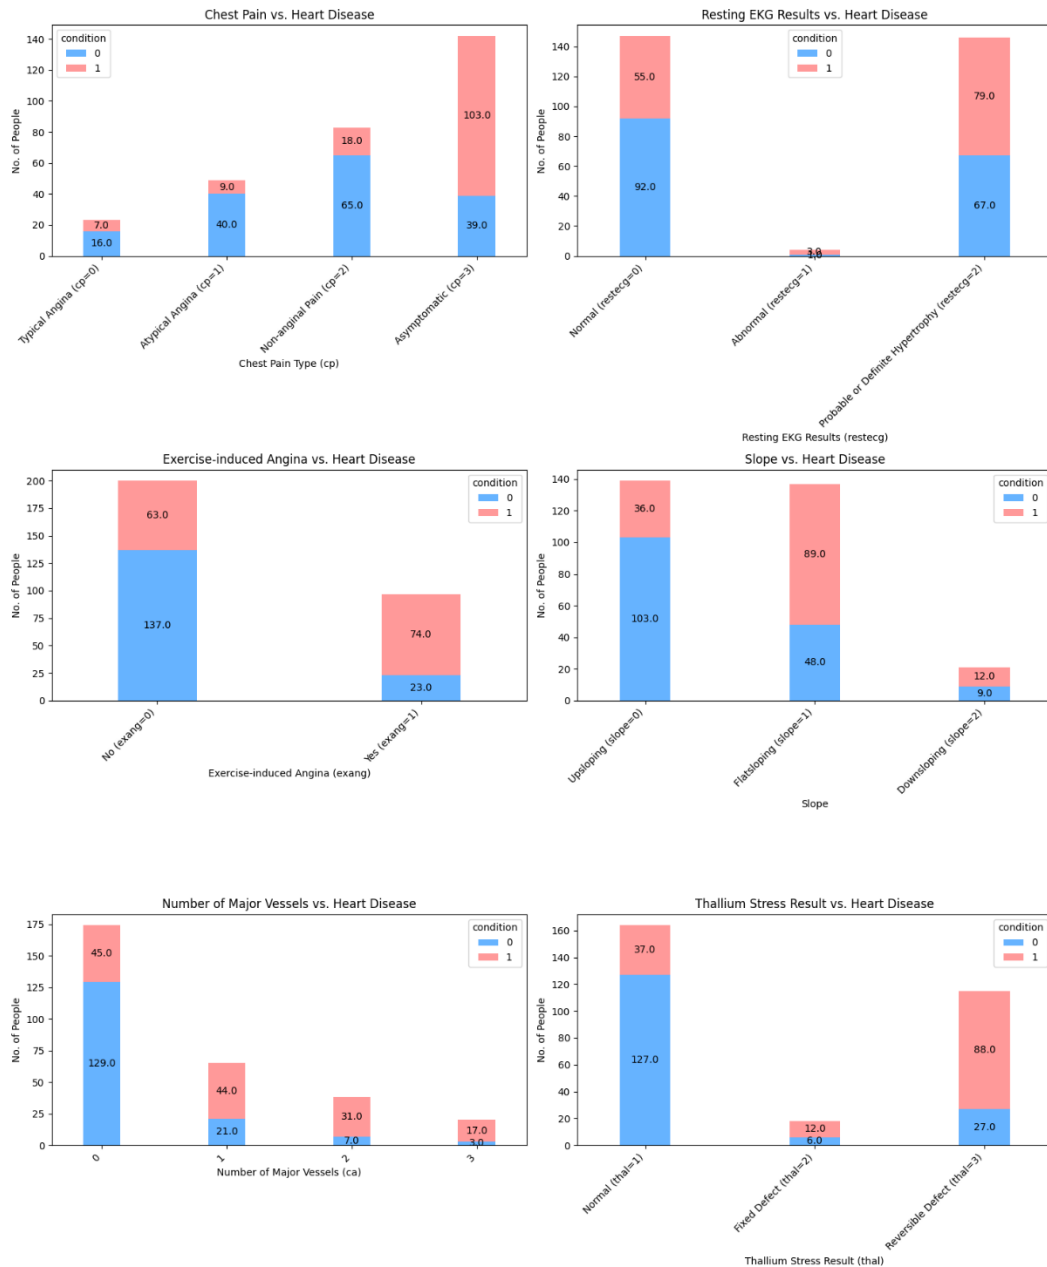 Chest Pain vs. Heart Disease
condition
0
1
No. of People
140
120
100
80
60
40
20
0
7.0
16.0
9.0
40.0
18.0
65.0
103.0
39.0
Typical Angina (cp=0)
Atypical Angina (cp=1)
Non-anginal Pain (cp=2)
Asymptomatic (cp=3)
Chest Pain Type (cp)
Resting EKG Results vs. Heart Disease
condition
0
1
No. of People
140
120
100
80
60
40
20
0
55.0
92.0
3.0
1.0
79.0
67.0
Normal (restecg=0)
Abnormal (restecg=1)
Probable or Definite Hypertrophy (restecg=2)
Resting EKG Results (restecg)
Exercise-induced Angina vs. Heart Disease
condition
0
1
No. of People
200
175
150
125
100
75
50
25
0
63.0
137.0
74.0
23.0
No (exang=0)
Yes (exang=1)
Exercise-induced Angina (exang)
Slope vs. Heart Disease
condition
0
1
No. of People
140
120
100
80
60
40
20
0
36.0
103.0
89.0
48.0
12.0
9.0
Upsloping (slope=0)
Flatsloping (slope=1)
Downsloping (slope=2)
Slope
Number of Major Vessels vs. Heart Disease
condition
0
1
No. of People
175
150
125
100
75
50
25
0
45.0
129.0
44.0
21.0
31.0
7.0
17.0
3.0
0
1
2
3
Number of Major Vessels (ca)
Thallium Stress Result vs. Heart Disease
condition
0
1
No. of People
160
140
120
100
80
60
40
20
0
37.0
127.0
12.0
6.0
88.0
27.0
Normal (thal=1)
Fixed Defect (thal=2)
Reversible Defect (thal=3)
Thallium Stress Result (thal)